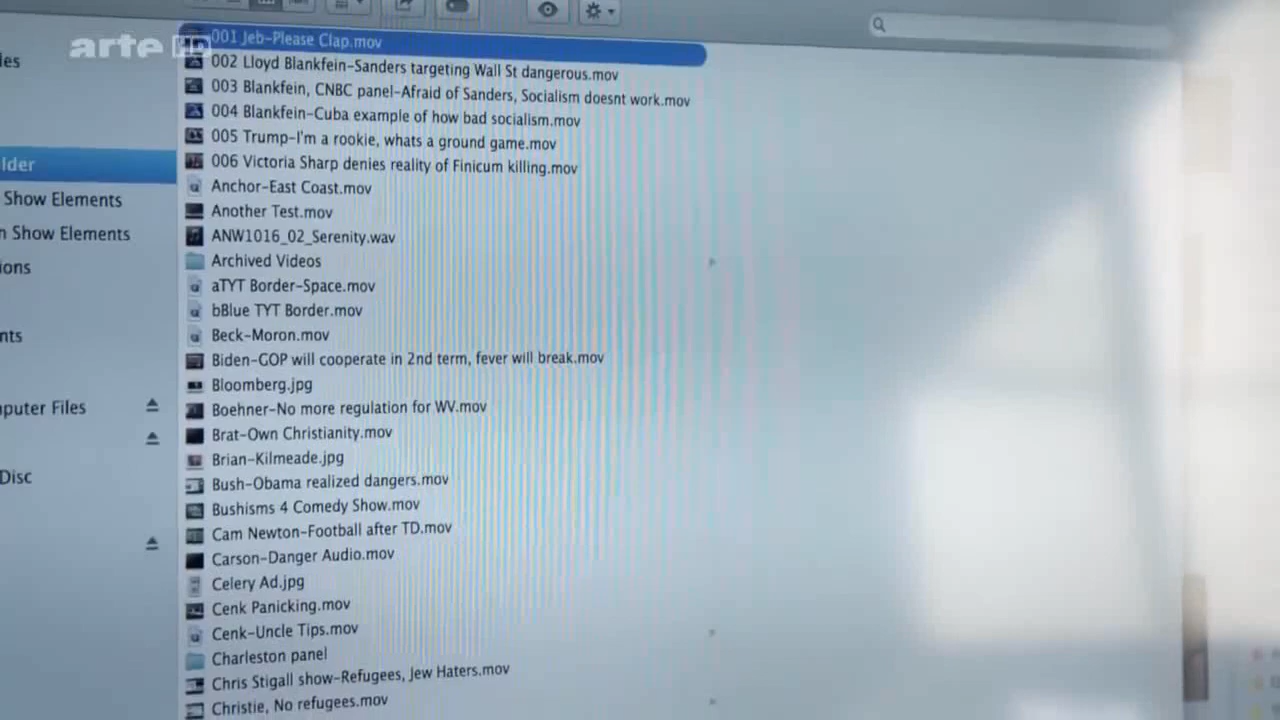 arte HD
001 Jeb-Please Clap.mov
002 Lloyd Blankfein-Sanders targeting Wall St dangerous.mov
003 Blankfein, CNBC panel-Afraid of Sanders, Socialism doesnt work.mov
004 Blankfein-Cuba example of how bad socialism.mov
005 Trump-I'm a rookie, whats a ground game.mov
006 Victoria Sharp denies reality of Finicum killing.mov
Anchor-East Coast.mov
Another Test.mov
ANW1016_02_Serenity.wav
Archived Videos
aTYT Border-Space.mov
bBlue TYT Border.mov
Beck-Moron.mov
Biden-GOP will cooperate in 2nd term, fever will break.mov
Bloomberg.jpg
Boehner-No more regulation for WV.mov
Brat-Own Christianity.mov
Brian-Kilmeade.jpg
Bush-Obama realized dangers.mov
Bushisms 4 Comedy Show.mov
Cam Newton-Football after TD.mov
Carson-Danger Audio.mov
Celery Ad.jpg
Cenk Panicking.mov
Cenk-Uncle Tips.mov
Charleston panel
Chris Stigall show-Refugees, Jew Haters.mov
Christie, No refugees.mov
les
lder
Show Elements
n Show Elements
ions
nts
puter Files
Disc